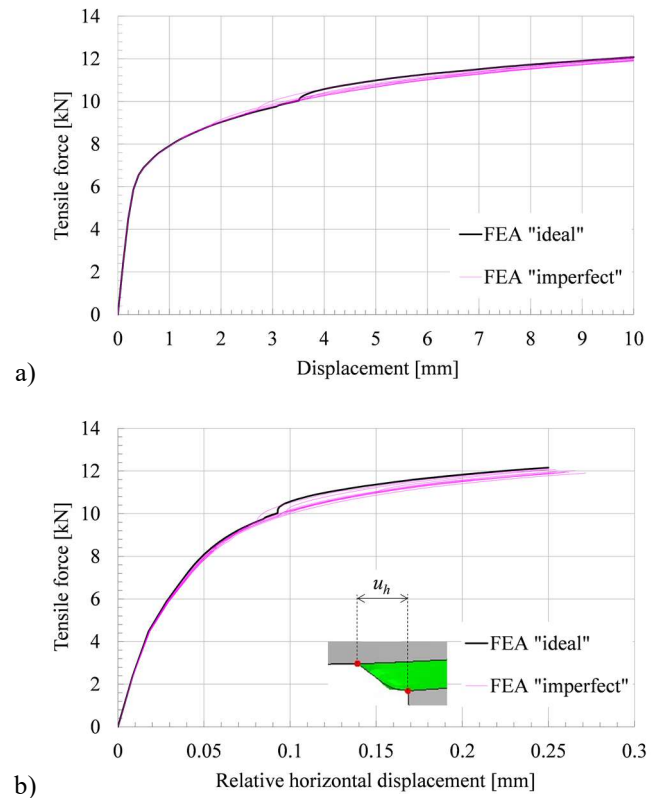 14
12
10
8
6
4
2
0
Tensile force [kN]
FEA "ideal"
FEA "imperfect"
0 1 2 3 4 5 6 7 8 9 10
Displacement [mm]
a)
14
12
10
8
6
4
2
0
Tensile force [kN]
u_h
FEA "ideal"
FEA "imperfect"
0 0.05 0.1 0.15 0.2 0.25 0.3
Relative horizontal displacement [mm]
b)